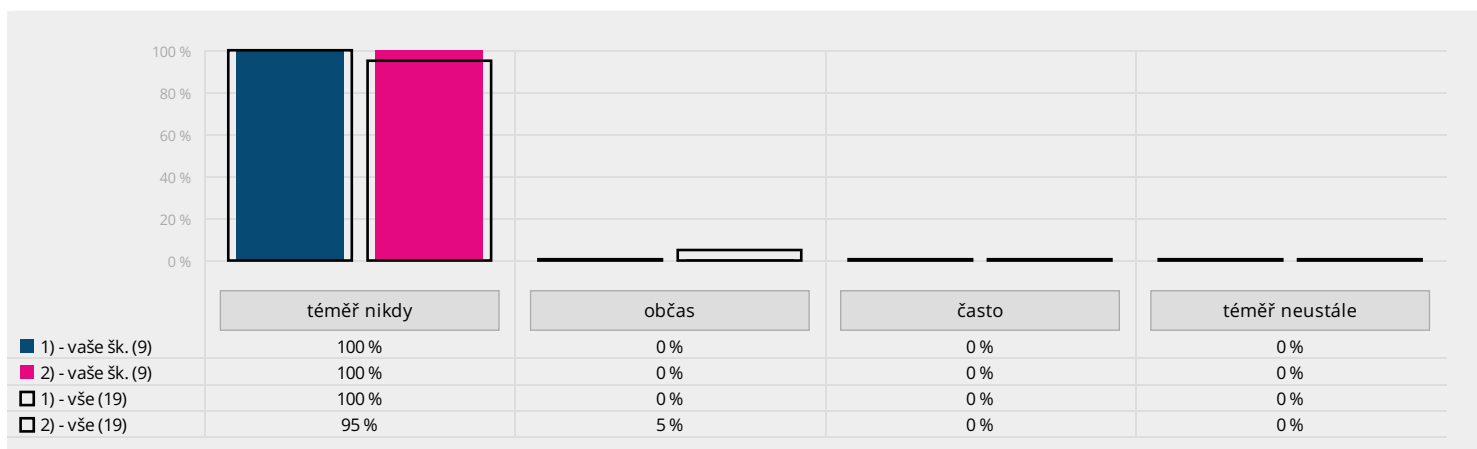 100 %
80 %
60 %
40 %
20 %
0 %
téměř nikdy občas často téměř neustále
1) - vaše šk. (9) 100 % 0 % 0 % 0 %
2) - vaše šk. (9) 100 % 0 % 0 % 0 %
1) - vše (19) 100 % 0 % 0 % 0 %
2) - vše (19) 95 % 5 % 0 % 0 %